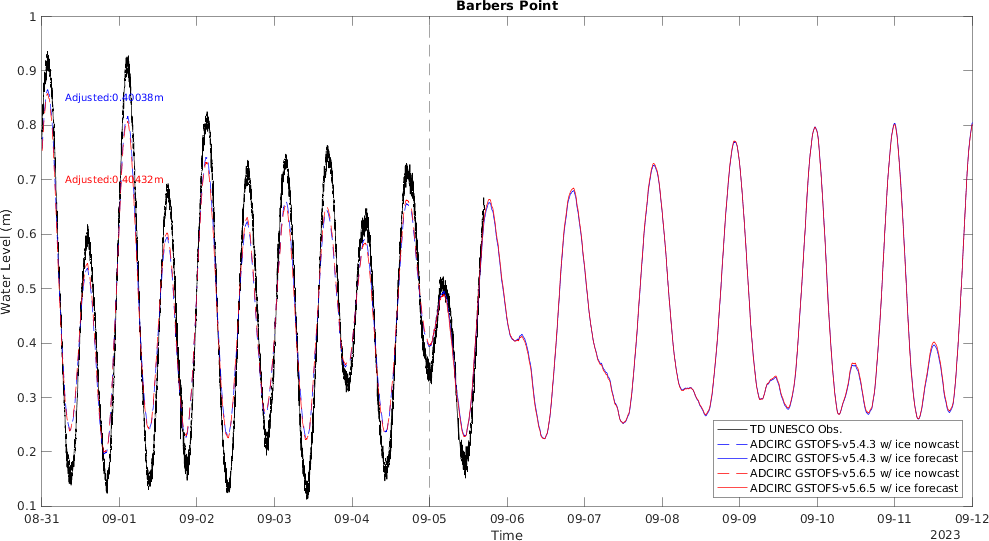 Barbers Point
1
0.9
0.8
0.7
0.6
0.5
0.4
0.3
0.2
0.1
Water Level (m)
Adjusted:0.40038m
Adjusted:0.40432m
TD UNESCO Obs.
ADCIRC GSTOFS-v5.4.3 w/ ice nowcast
ADCIRC GSTOFS-v5.4.3 w/ ice forecast
ADCIRC GSTOFS-v5.6.5 w/ ice nowcast
ADCIRC GSTOFS-v5.6.5 w/ ice forecast
08-31 09-01 09-02 09-03 09-04 09-05 09-06 09-07 09-08 09-09 09-10 09-11 09-12
Time
2023